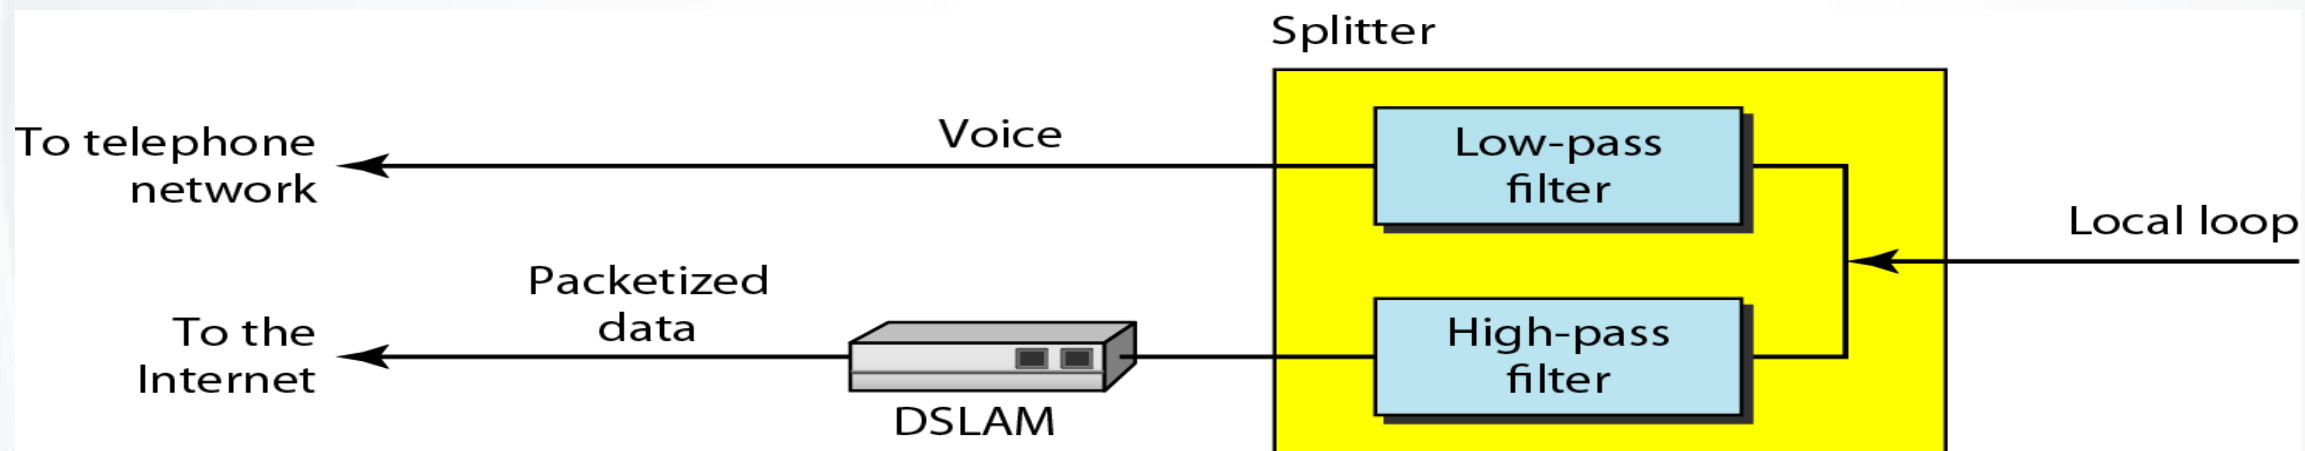 Splitter
To telephone
network
Voice
Low-pass
filter
Local loop
To the
Internet
Packetized
data
DSLAM
High-pass
filter